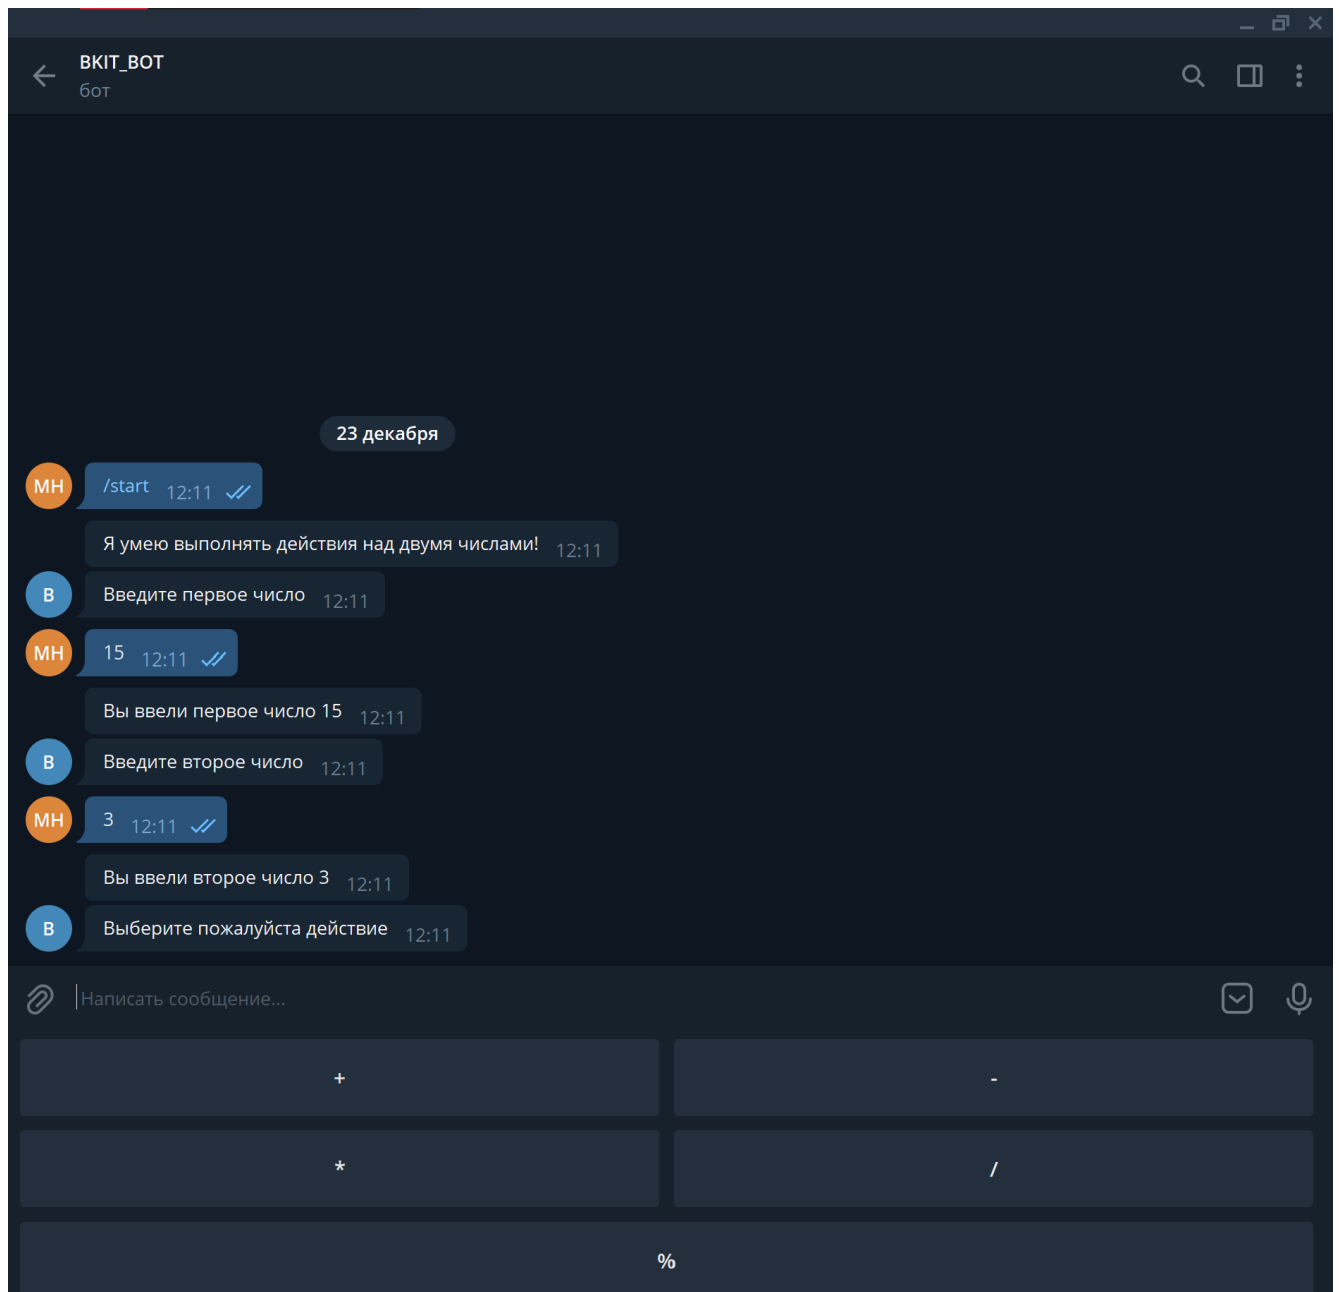 BKIT_BOT
бот
23 декабря
МН
/start 12:11
Я умею выполнять действия над двумя числами! 12:11
В
Введите первое число 12:11
МН
15 12:11
Вы ввели первое число 15 12:11
В
Введите второе число 12:11
МН
3 12:11
Вы ввели второе число 3 12:11
В
Выберите пожалуйста действие 12:11
Написать сообщение...
+ -
* /
%